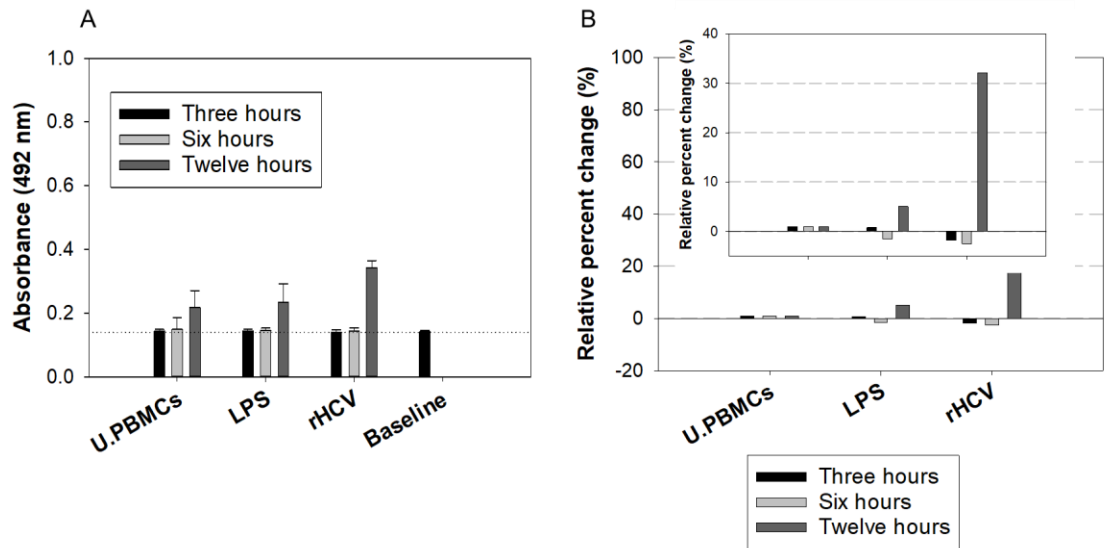 A
Absorbance (492 nm)
1.0
0.8
0.6
0.4
0.2
0.0
Three hours
Six hours
Twelve hours
U.PBMCs
LPS
rHCV
Baseline
B
Relative percent change (%)
100
80
60
40
20
0
-20
Relative percent change (%)
40
30
20
10
0
U.PBMCs
LPS
rHCV
Three hours
Six hours
Twelve hours